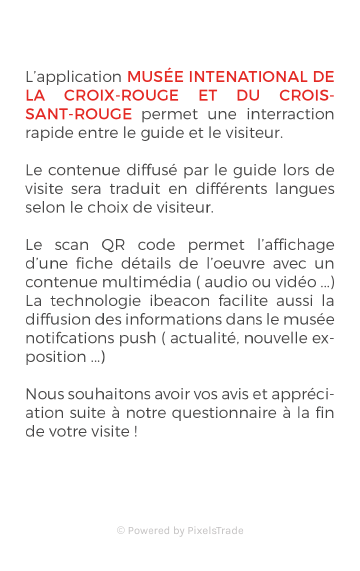 L'application MUSÉE INTENATIONAL DE
LA CROIX-ROUGE ET DU CROIS-
SANT-ROUGE permet une interraction
rapide entre le guide et le visiteur.
Le contenue diffusé par le guide lors de
visite sera traduit en différents langues
selon le choix de visiteur.
Le scan QR code permet l'affichage
d'une fiche détails de l'oeuvre avec un
contenue multimédia ( audio ou vidéo ...)
La technologie ibeacon facilite aussi la
diffusion des informations dans le musée
notifcations push ( actualité, nouvelle ex-
position ...)
Nous souhaitons avoir vos avis et appréci-
ation suite à notre questionnaire à la fin
de votre visite !
© Powered by PixelsTrade